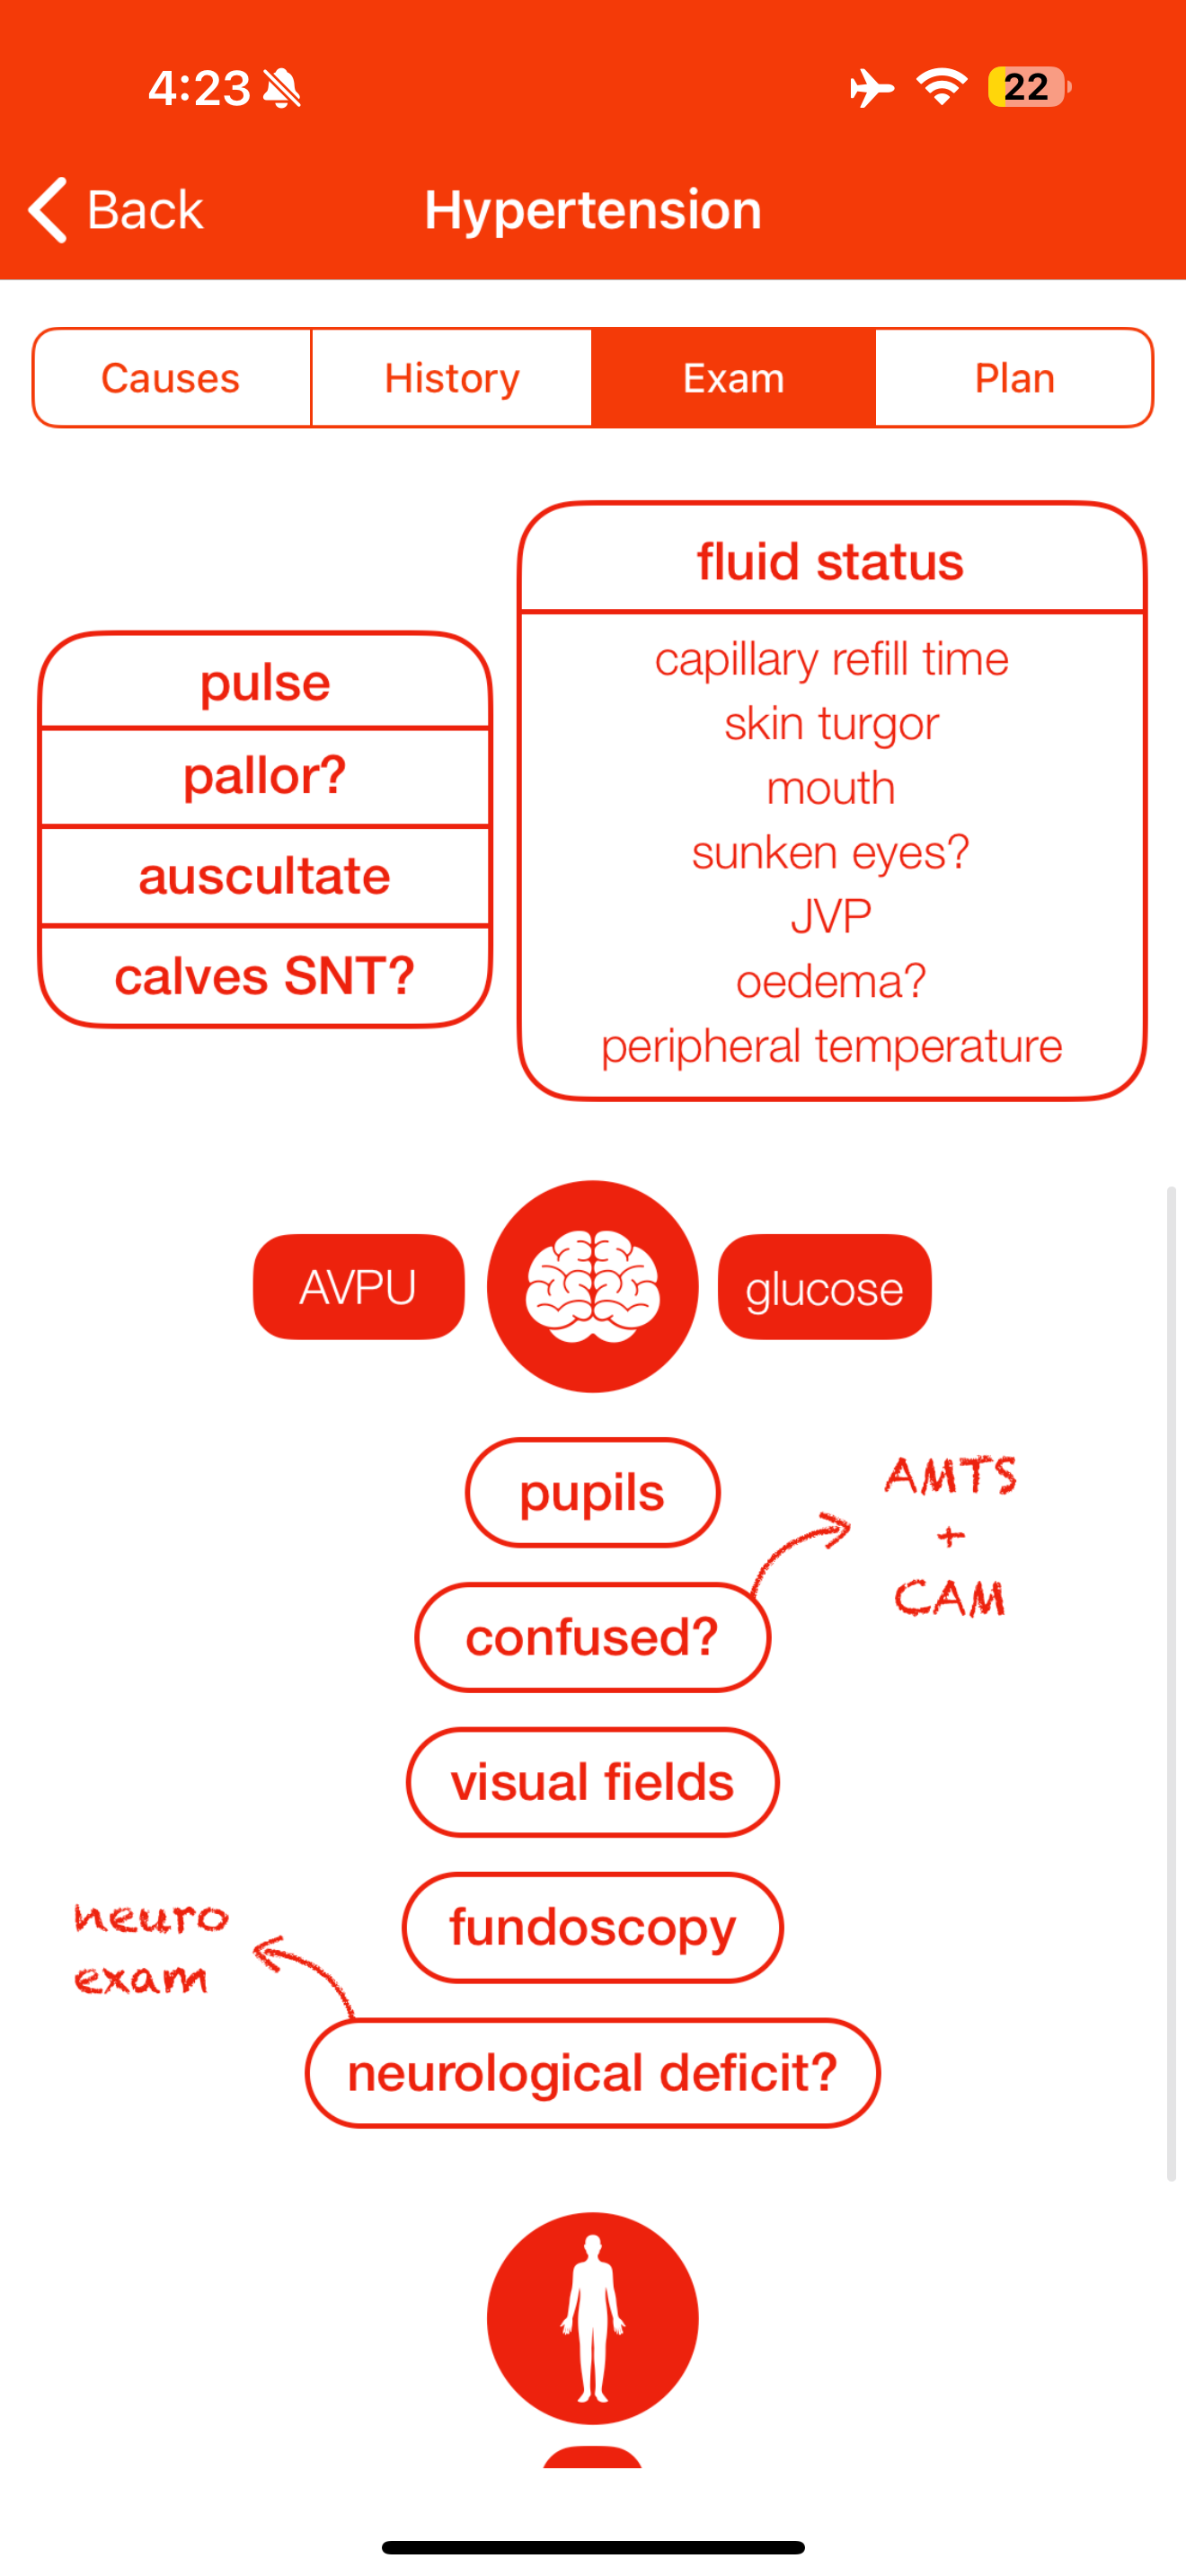 4:23
22
Back
Hypertension
Causes
History
Exam
Plan
pulse
pallor?
auscultate
calves SNT?
fluid status
capillary refill time
skin turgor
mouth
sunken eyes?
JVP
oedema?
peripheral temperature
AVPU
glucose
pupils
AMTS
+
CAM
confused?
visual fields
fundoscopy
neuro
exam
neurological deficit?